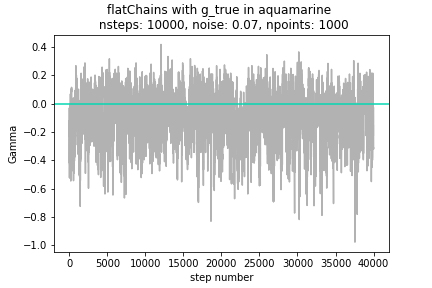 flatChains with g_true in aquamarine
nsteps: 10000, noise: 0.07, npoints: 1000
0.4
0.2
0.0
−0.2
−0.4
−0.6
−0.8
−1.0
Gamma
0 5000 10000 15000 20000 25000 30000 35000 40000
step number